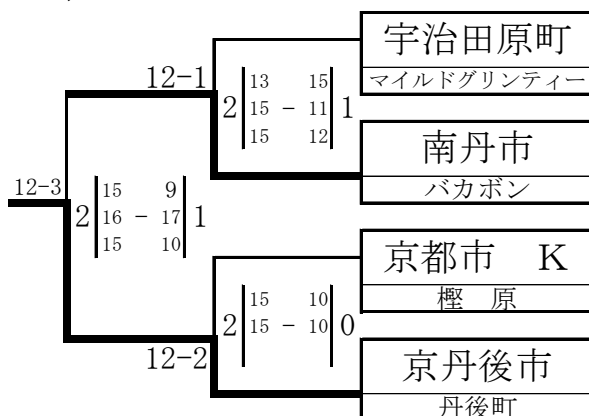 宇治田原町
マイルドグリンティー
12-1
2 13 15 1
15 - 11
15 12
南丹市
バカボン
12-3
2 15 9 1
16 - 17
15 10
京都市 K
樫 原
2 15 10 0
15 - 10
12-2
京丹後市
丹後町